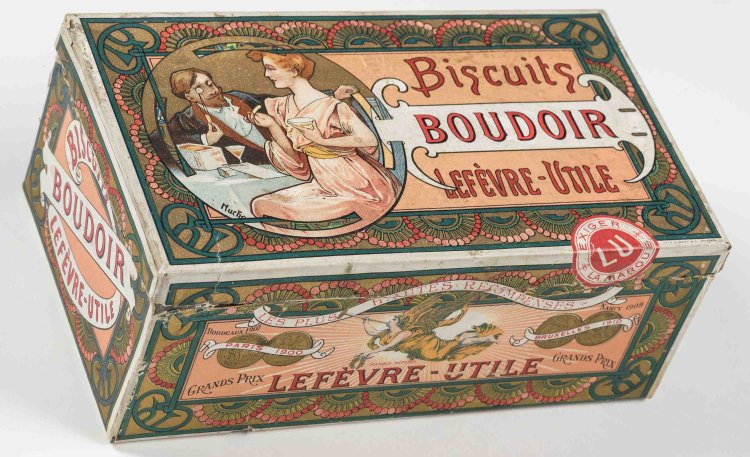 Biscuits
BOUDOIR
LEFÈVRE-UTILE
Mucha
EXIGER
LU
LA MARQUE
BISCUITS
BOUDOIR
LEFÈVRE-UTILE
LES PLUS HAUTES RÉCOMPENSES
BORDEAUX 1907
NANCY 1909
PARIS 1900
BRUXELLES 1910
GRANDS PRIX
GRANDS PRIX
LEFÈVRE-UTILE